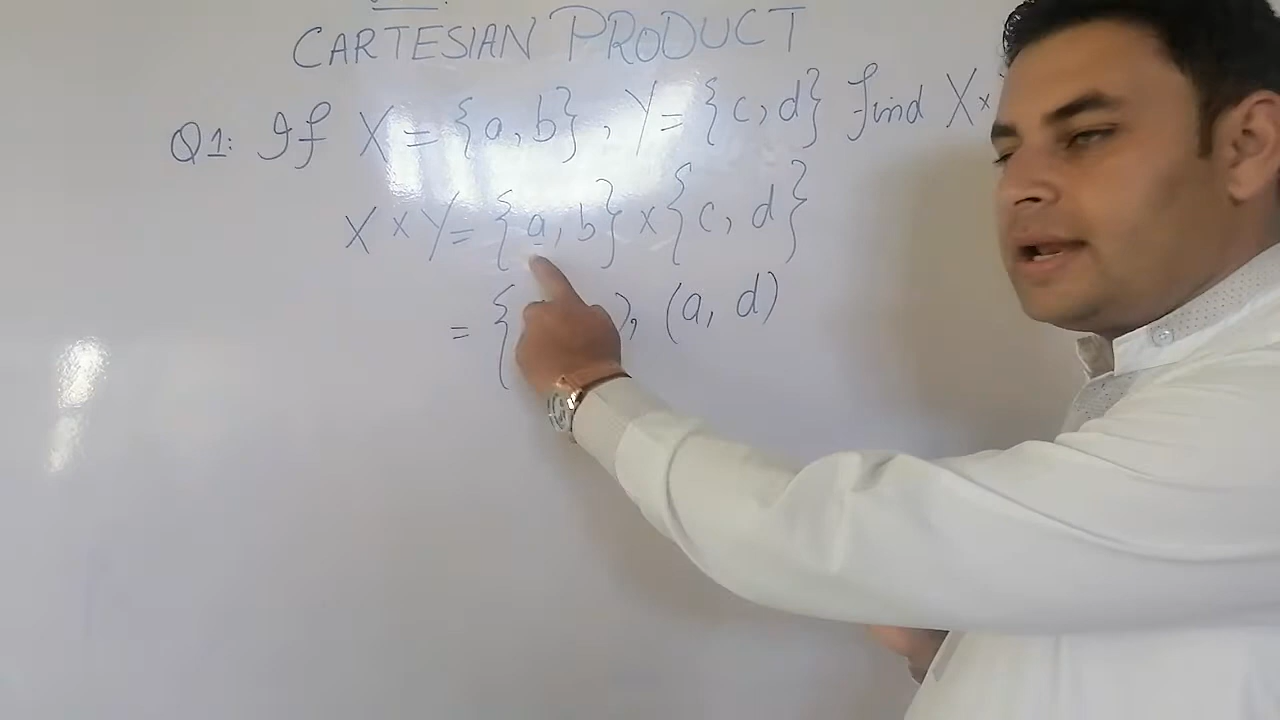 CARTESIAN PRODUCT
Q1: If X = {a, b}, Y = {c, d} find X ×
X × Y = {a, b} × {c, d}
= { ), (a, d)